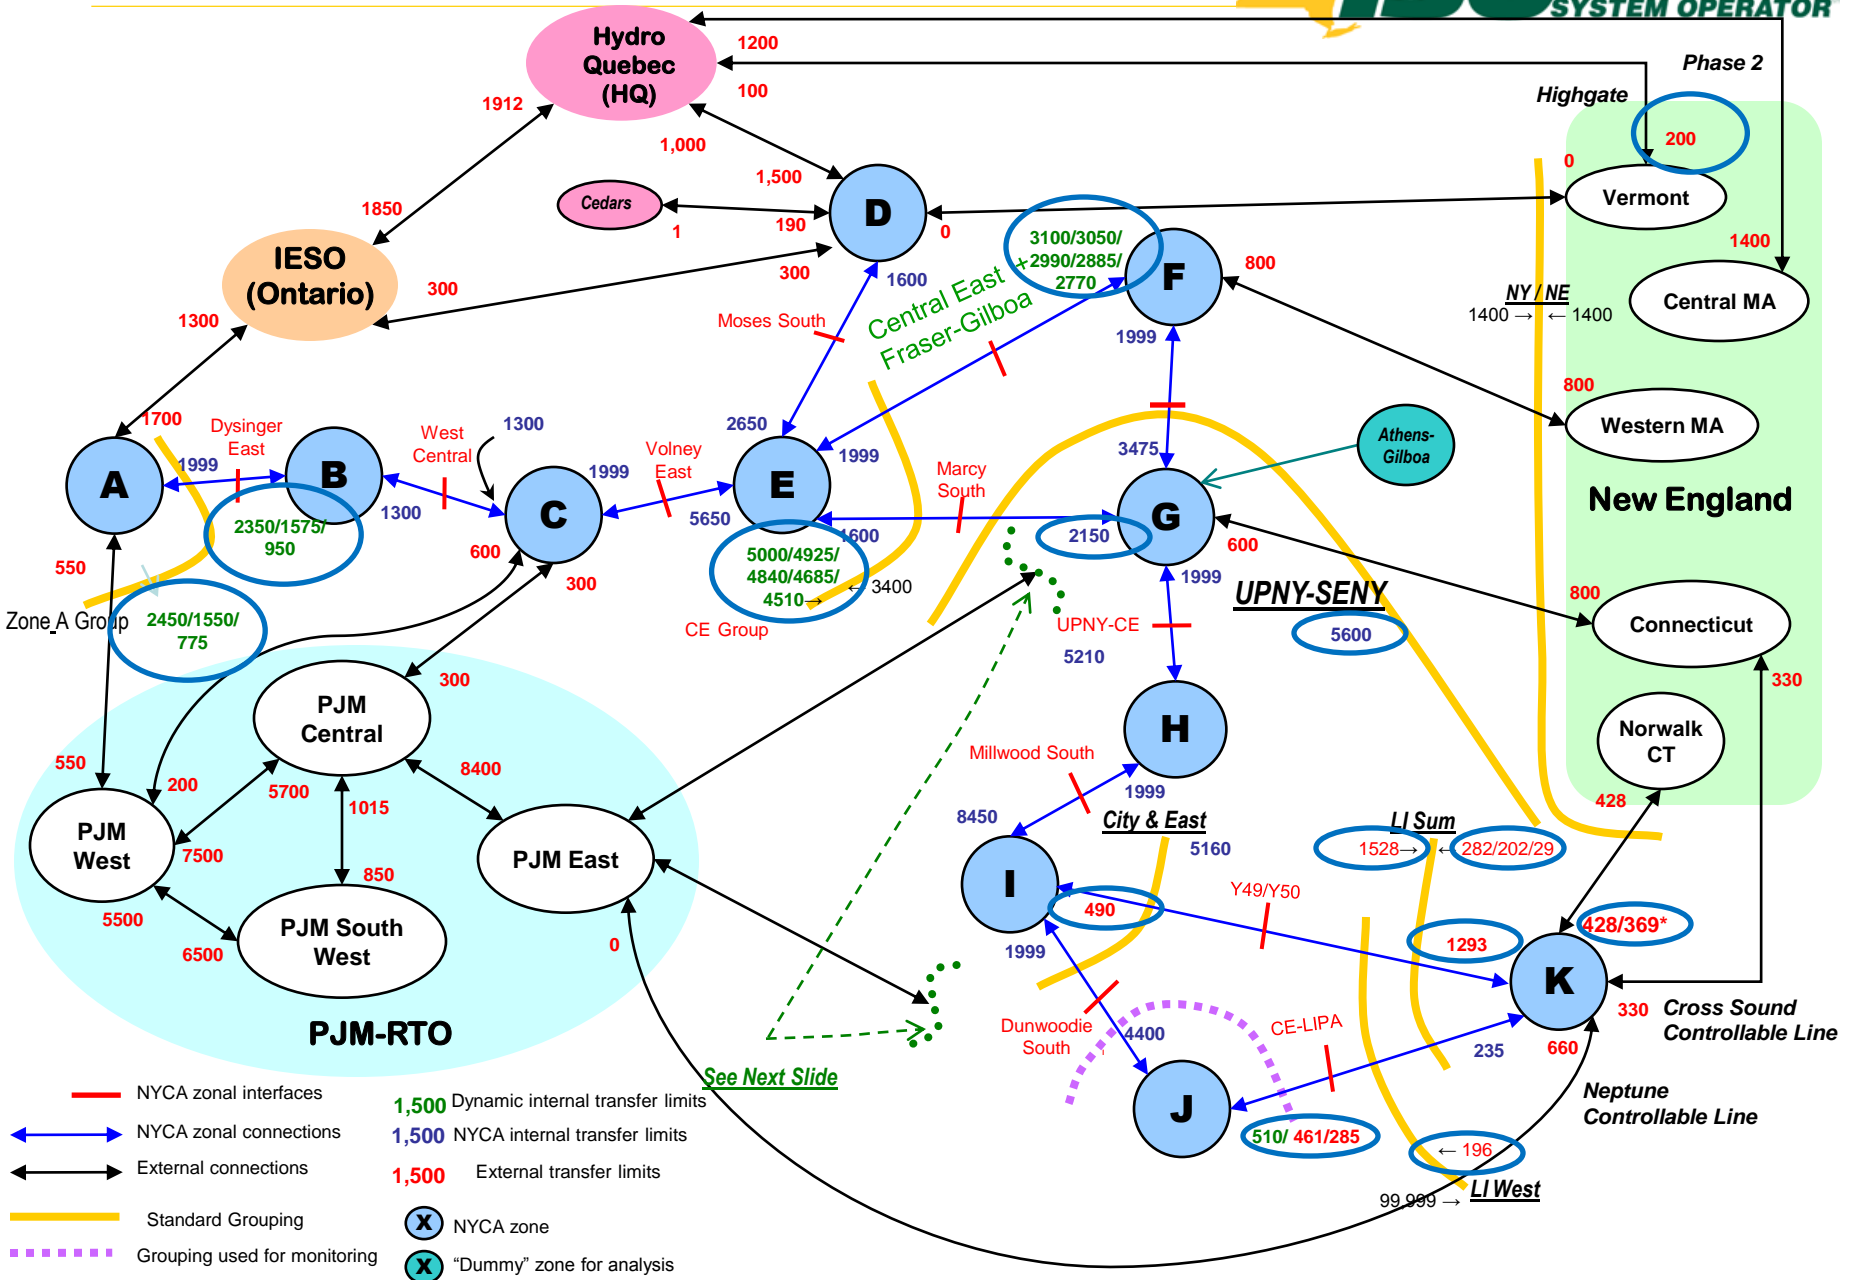 SYSTEM OPERATOR
Hydro
Quebec
(HQ)
1200
100
Phase 2
Highgate
1912
1,000
1,500
200
0
Vermont
Cedars
1
190
D
0
3100/3050/
2990/2885/
2770
1850
IESO
(Ontario)
300
300
1600
Central East +
Fraser-Gilboa
F
800
1400
Central MA
NY / NE
1400 → ← 1400
1300
Moses South
1999
1700
Dysinger
East
West
Central
1300
Volney
East
2650
1999
Marcy
South
3475
Athens-
Gilboa
800
Western MA
New England
A
1999
B
1300
C
1999
5650
E
1600
G
2150
600
2350/1575/
950
600
300
5000/4925/
4840/4685/
4510→
← 3400
CE Group
1999
UPNY-SENY
5600
800
Connecticut
330
550
Zone A Group
2450/1550/
775
UPNY-CE
5210
300
PJM
Central
H
Norwalk
CT
428
550
200
5700
1015
8400
Millwood South
1999
8450
City & East
5160
LI Sum
1528→
← 282/202/29
PJM
West
7500
850
PJM East
I
490
Y49/Y50
1293
428/369*
5500
6500
PJM South
West
0
1999
K
330
Cross Sound
Controllable Line
PJM-RTO
Dunwoodie
South
4400
CE-LIPA
235
660
See Next Slide
J
510/ 461/285
Neptune
Controllable Line
← 196
99,999 →
LI West
NYCA zonal interfaces
NYCA zonal connections
External connections
Standard Grouping
Grouping used for monitoring
1,500 Dynamic internal transfer limits
1,500 NYCA internal transfer limits
1,500 External transfer limits
X NYCA zone
X "Dummy" zone for analysis